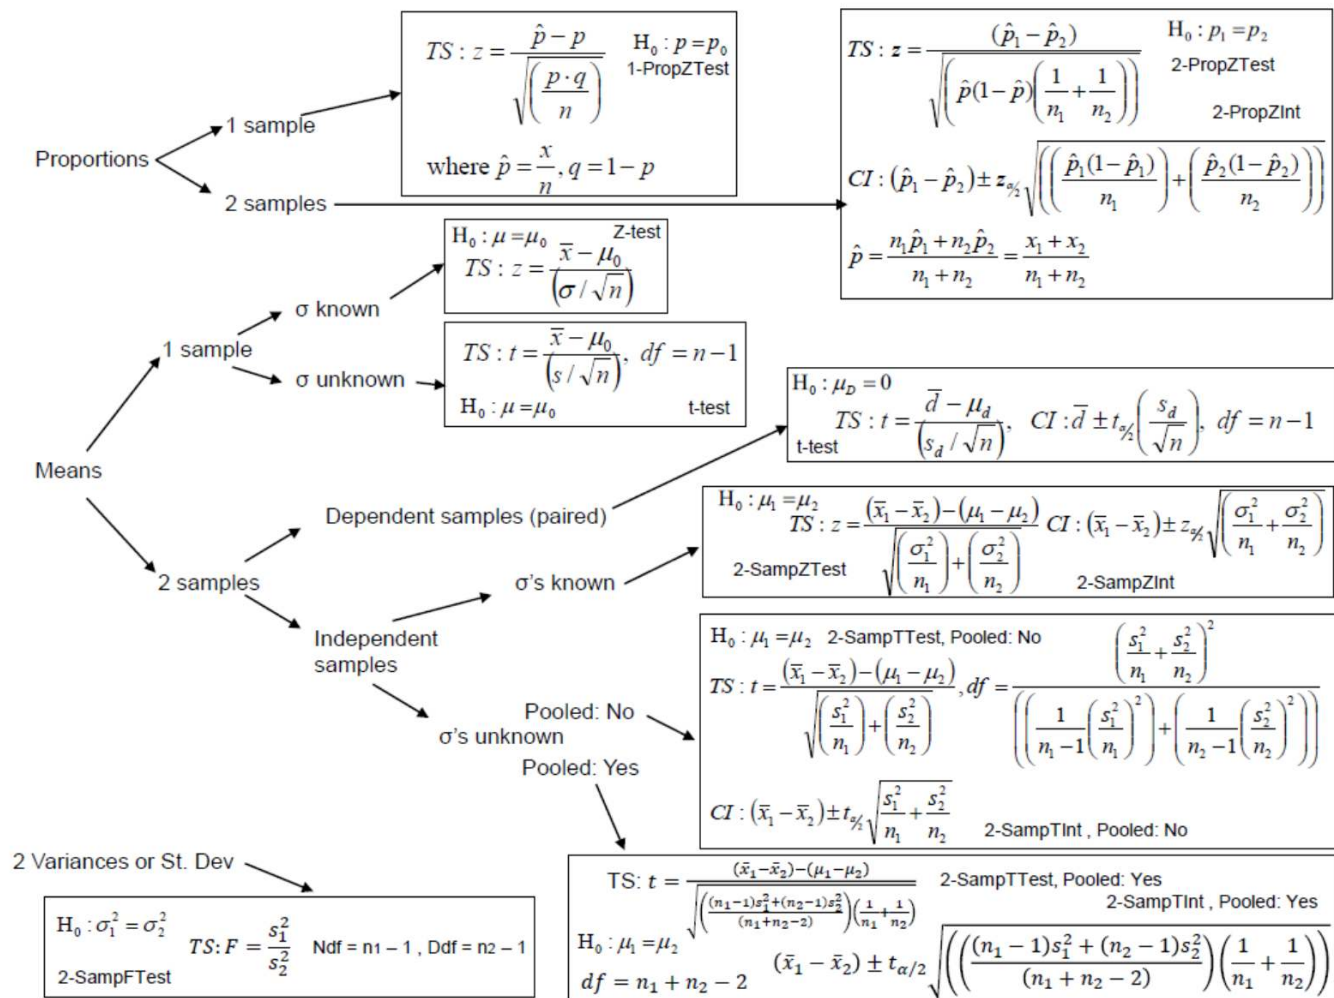 Proportions
1 sample
2 samples
TS : z = (p̂ − p) / √((p · q) / n)
H₀ : p = p₀
1-PropZTest
where p̂ = x/n, q = 1 − p
TS : z = (p̂₁ − p̂₂) / √(p̂(1 − p̂)(1/n₁ + 1/n₂))
H₀ : p₁ = p₂
2-PropZTest
2-PropZInt
CI : (p̂₁ − p̂₂) ± z_α/2 √(((p̂₁(1 − p̂₁)) / n₁) + ((p̂₂(1 − p̂₂)) / n₂))
p̂ = (n₁p̂₁ + n₂p̂₂) / (n₁ + n₂) = (x₁ + x₂) / (n₁ + n₂)
Means
1 sample
σ known
H₀ : μ = μ₀ Z-test
TS : z = (x̄ − μ₀) / (σ / √n)
σ unknown
TS : t = (x̄ − μ₀) / (s / √n), df = n − 1
H₀ : μ = μ₀ t-test
2 samples
Dependent samples (paired)
H₀ : μ_D = 0
TS : t = (d̄ − μ_d) / (s_d / √n), CI : d̄ ± t_α/2 (s_d / √n), df = n − 1
t-test
Independent
samples
σ's known
H₀ : μ₁ = μ₂
TS : z = ((x̄₁ − x̄₂) − (μ₁ − μ₂)) / √((σ₁²/n₁) + (σ₂²/n₂)) CI : (x̄₁ − x̄₂) ± z_α/2 √(σ₁²/n₁ + σ₂²/n₂)
2-SampZTest
2-SampZInt
σ's unknown
Pooled: No
H₀ : μ₁ = μ₂ 2-SampTTest, Pooled: No
TS : t = ((x̄₁ − x̄₂) − (μ₁ − μ₂)) / √((s₁²/n₁) + (s₂²/n₂)), df = (s₁²/n₁ + s₂²/n₂)² / (((1/(n₁ − 1))(s₁²/n₁)²) + ((1/(n₂ − 1))(s₂²/n₂)²))
CI : (x̄₁ − x̄₂) ± t_α/2 √(s₁²/n₁ + s₂²/n₂)
2-SampTInt , Pooled: No
Pooled: Yes
TS: t = ((x̄₁ − x̄₂) − (μ₁ − μ₂)) / √((((n₁−1)s₁² + (n₂−1)s₂²) / (n₁+n₂−2))(1/n₁ + 1/n₂))
2-SampTTest, Pooled: Yes
2-SampTInt , Pooled: Yes
H₀ : μ₁ = μ₂
df = n₁ + n₂ − 2
(x̄₁ − x̄₂) ± t_α/2 √((((n₁ − 1)s₁² + (n₂ − 1)s₂²) / (n₁ + n₂ − 2))(1/n₁ + 1/n₂))
2 Variances or St. Dev
H₀ : σ₁² = σ₂²
TS: F = s₁² / s₂² Ndf = n₁ − 1 , Ddf = n₂ − 1
2-SampFTest